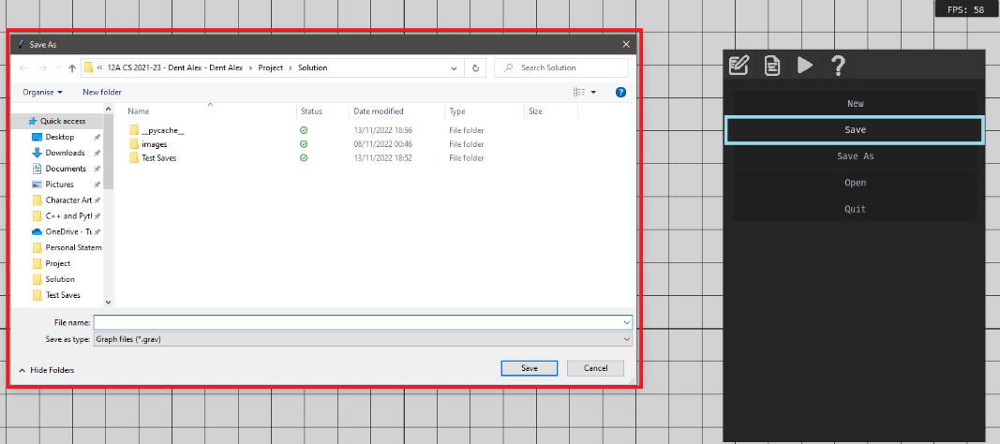 FPS: 58
Save As
« 12A CS 2021-23 - Dent Alex - Dent Alex > Project > Solution
Search Solution
Organise
New folder
Name Status Date modified Type Size
__pycache__ 13/11/2022 18:56 File folder
images 08/11/2022 00:46 File folder
Test Saves 13/11/2022 18:52 File folder
Quick access
Desktop
Downloads
Documents
Pictures
Character Art
C++ and Pyth
OneDrive - Tu
Personal Statem
Project
Solution
Test Saves
File name:
Save as type: Graph files (*.grav)
Hide Folders
Save
Cancel
New
Save
Save As
Open
Quit